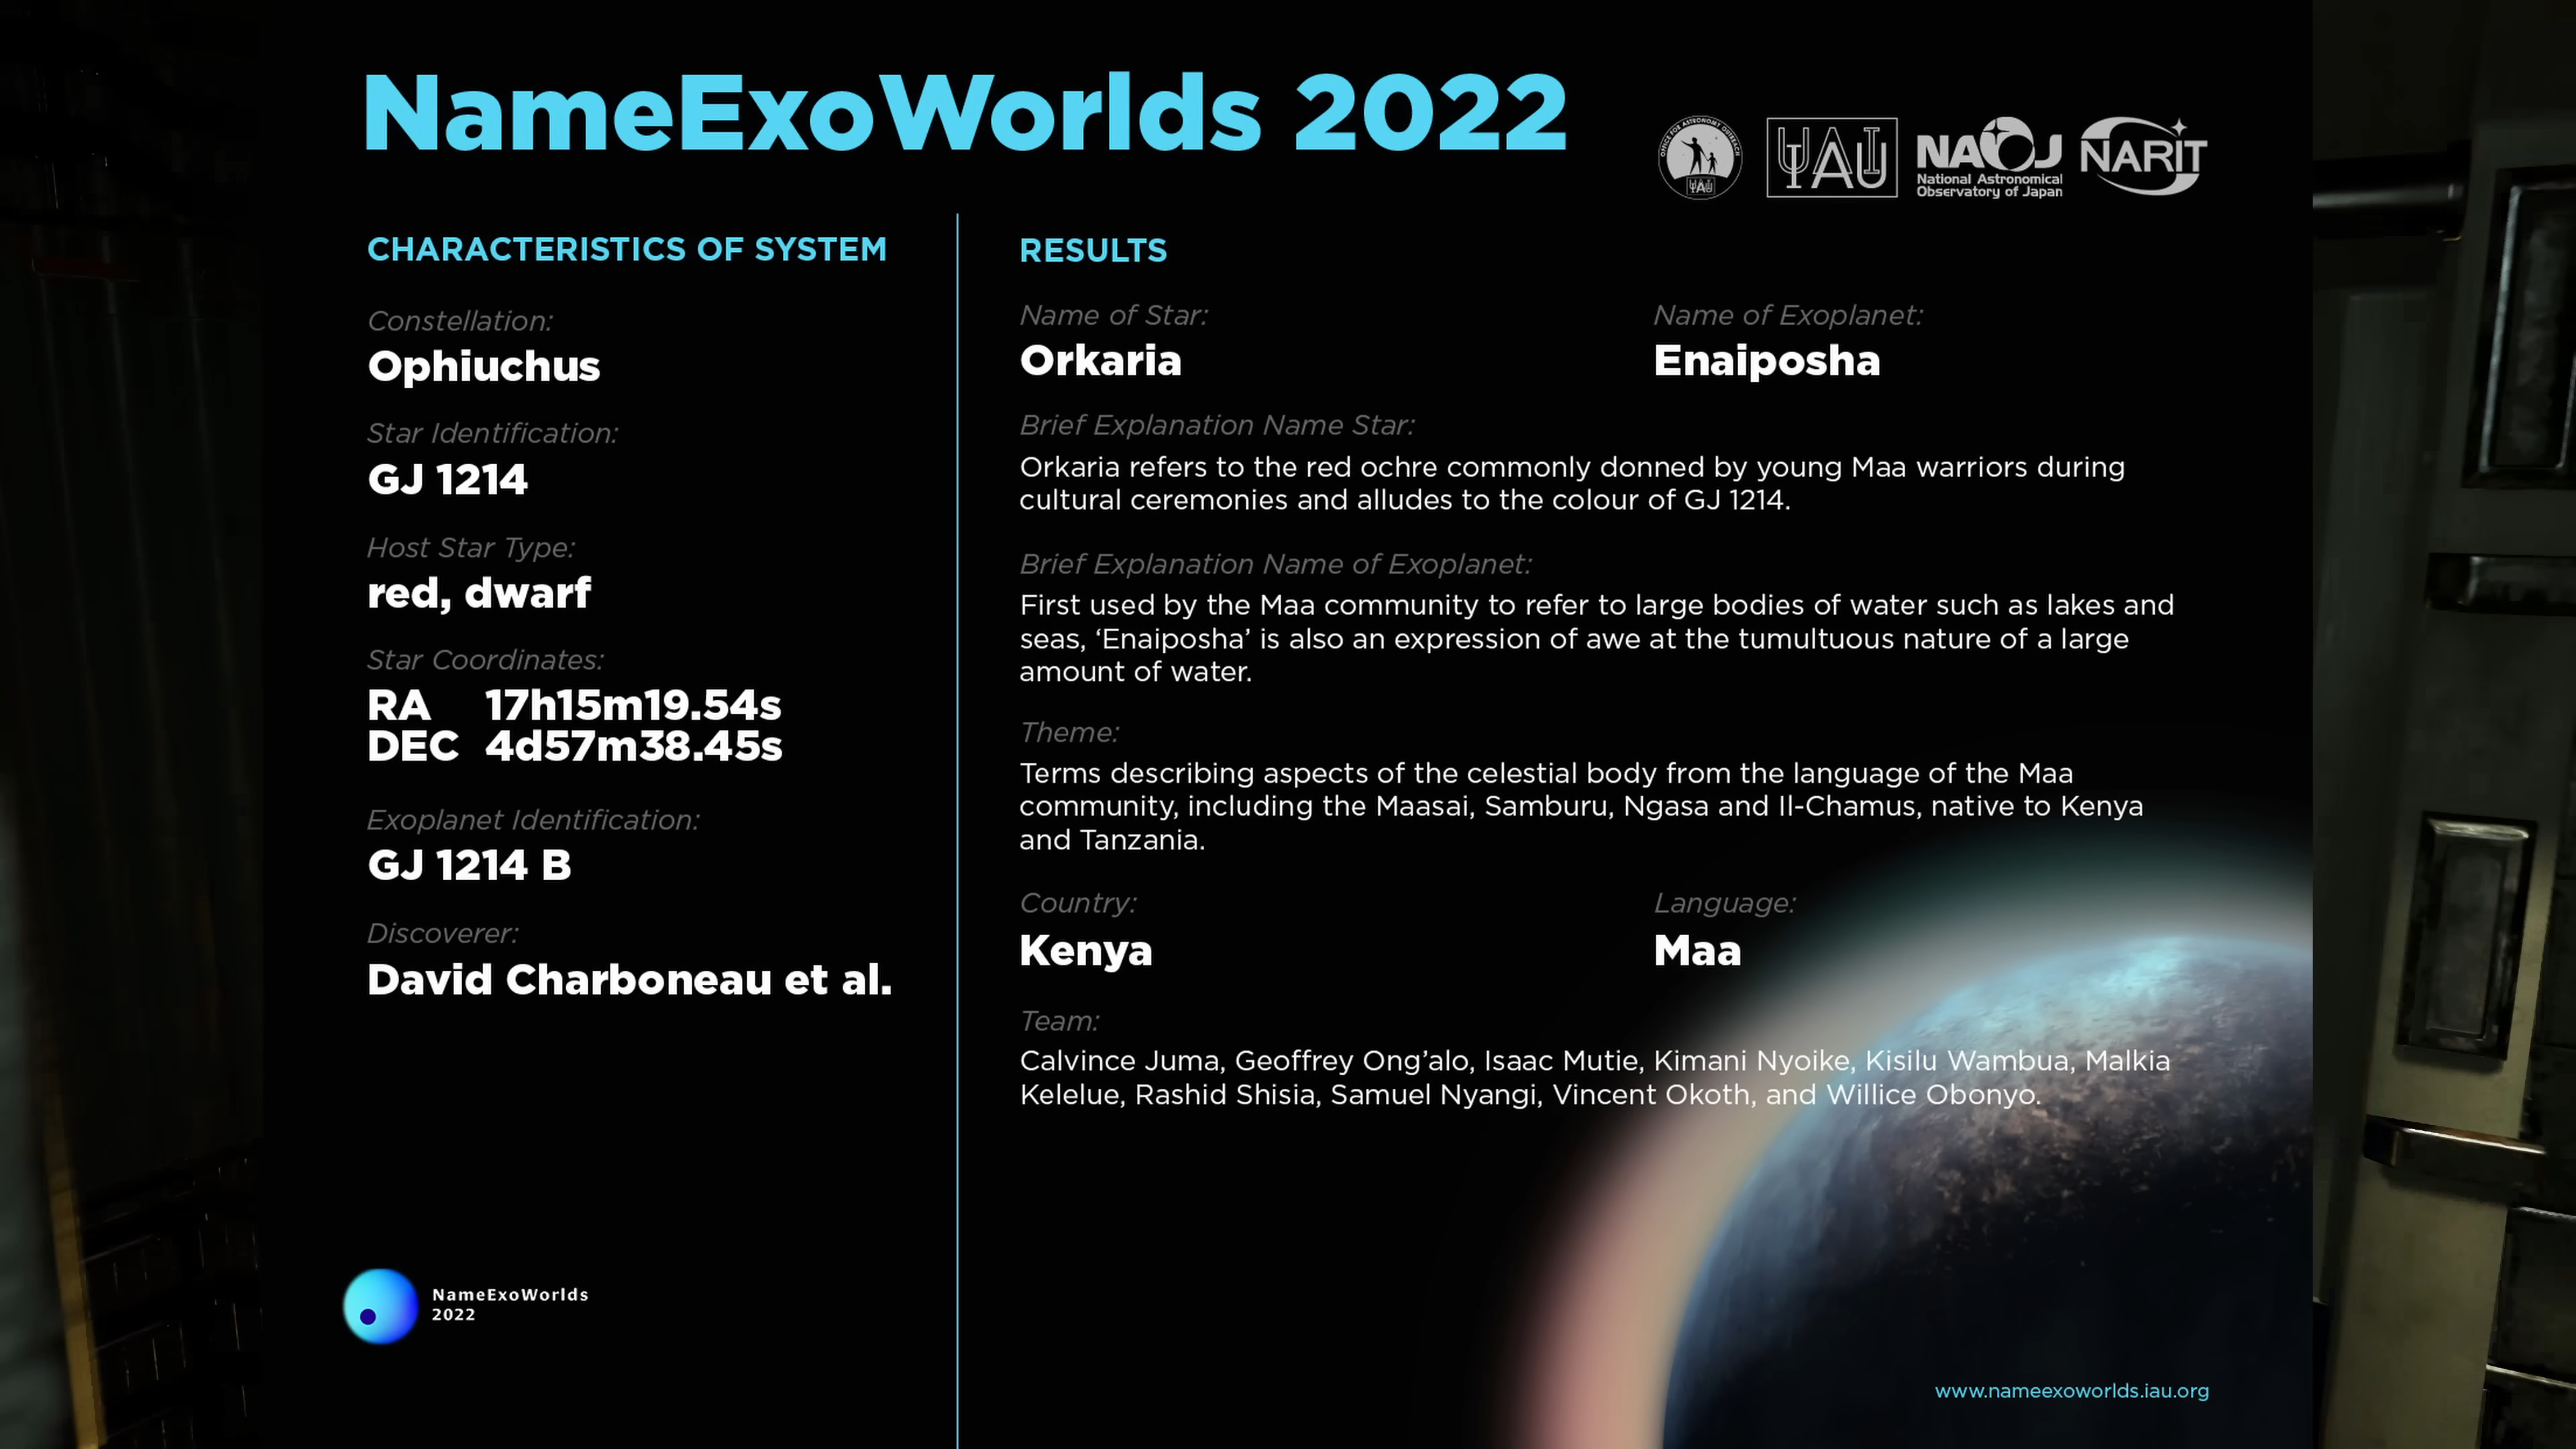 NameExoWorlds 2022
OFFICE FOR ASTRONOMY OUTREACH
IAU
IAU
NAOJ
National Astronomical
Observatory of Japan
NARIT
CHARACTERISTICS OF SYSTEM
Constellation:
Ophiuchus
Star Identification:
GJ 1214
Host Star Type:
red, dwarf
Star Coordinates:
RA 17h15m19.54s
DEC 4d57m38.45s
Exoplanet Identification:
GJ 1214 B
Discoverer:
David Charboneau et al.
NameExoWorlds
2022
RESULTS
Name of Star:
Orkaria
Name of Exoplanet:
Enaiposha
Brief Explanation Name Star:
Orkaria refers to the red ochre commonly donned by young Maa warriors during
cultural ceremonies and alludes to the colour of GJ 1214.
Brief Explanation Name of Exoplanet:
First used by the Maa community to refer to large bodies of water such as lakes and
seas, ‘Enaiposha’ is also an expression of awe at the tumultuous nature of a large
amount of water.
Theme:
Terms describing aspects of the celestial body from the language of the Maa
community, including the Maasai, Samburu, Ngasa and Il-Chamus, native to Kenya
and Tanzania.
Country:
Kenya
Language:
Maa
Team:
Calvince Juma, Geoffrey Ong’alo, Isaac Mutie, Kimani Nyoike, Kisilu Wambua, Malkia
Kelelue, Rashid Shisia, Samuel Nyangi, Vincent Okoth, and Willice Obonyo.
www.nameexoworlds.iau.org